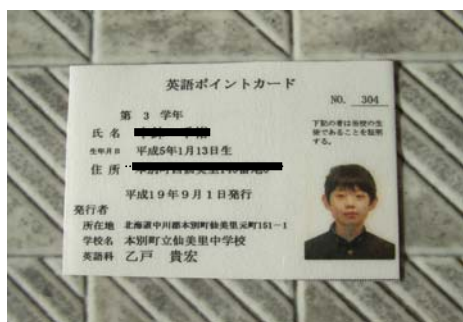 英語ポイントカード
NO. 304
第 3 学年
下記の者は当校の生
徒であることを証明
する。
氏 名
生年月日 平成5年1月13日生
住 所
平成19年9月1日発行
発行者
所在地 北海道中川郡本別町仙美里元町151-1
学校名 本別町立仙美里中学校
英語科 乙戸 貴宏